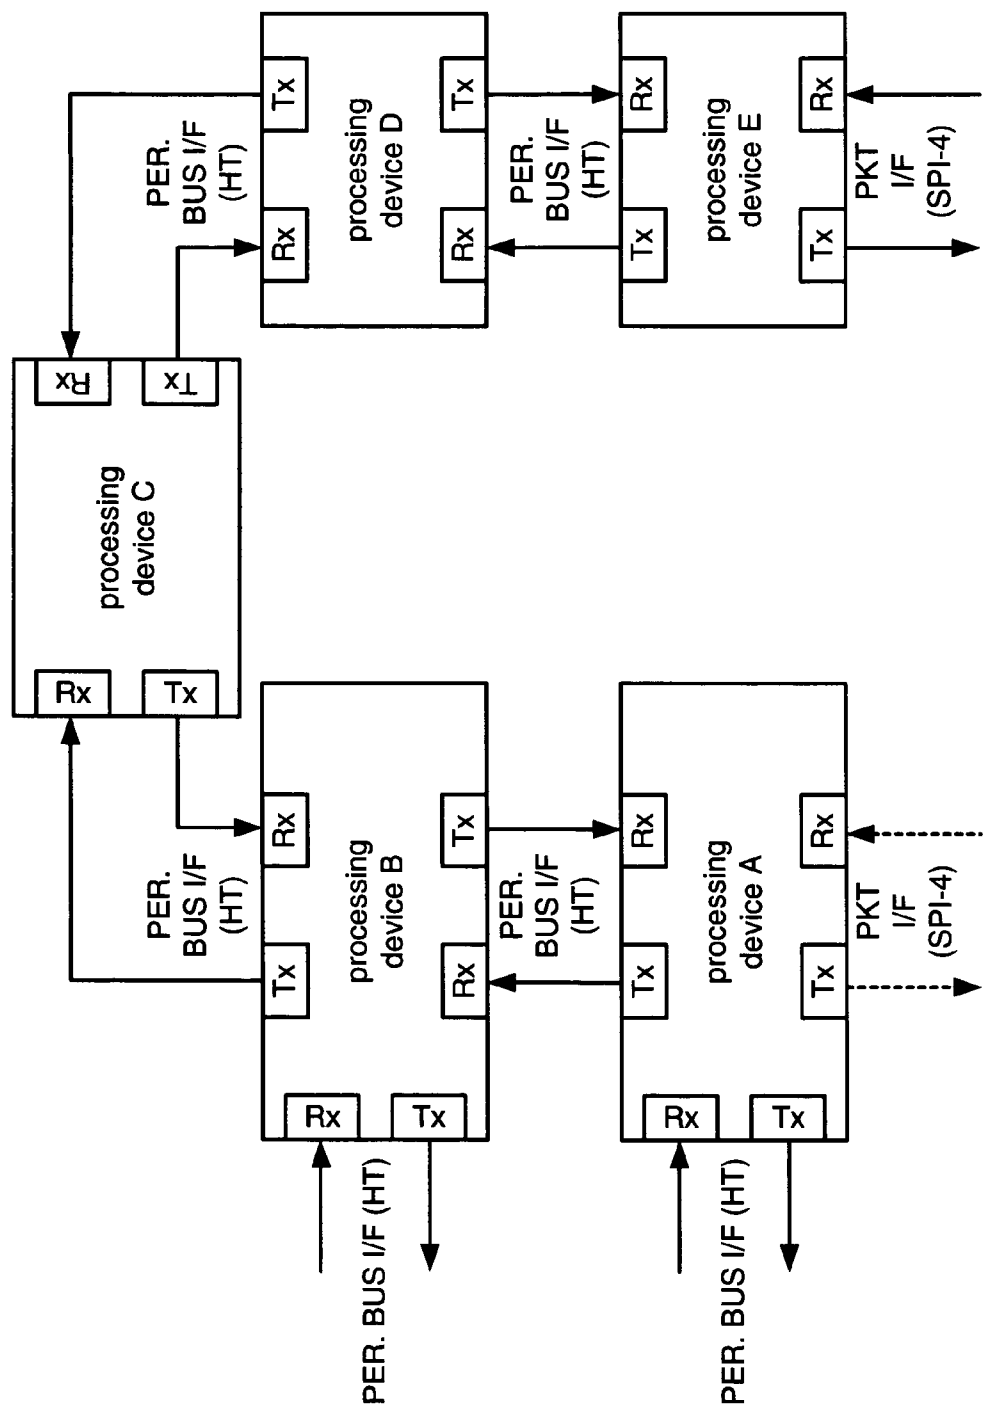 Rx
Tx
processing
device C
Rx
Tx
PER.
BUS I/F
(HT)
PER.
BUS I/F
(HT)
Tx
Rx
processing
device B
Rx
Tx
Rx
Tx
PER. BUS I/F (HT)
Rx
Tx
processing
device D
Rx
Tx
PER.
BUS I/F
(HT)
PER.
BUS I/F
(HT)
Tx
Rx
processing
device A
Tx
Rx
Rx
Tx
PER. BUS I/F (HT)
Tx
Rx
processing
device E
Tx
Rx
PKT
I/F
(SPI-4)
PKT
I/F
(SPI-4)